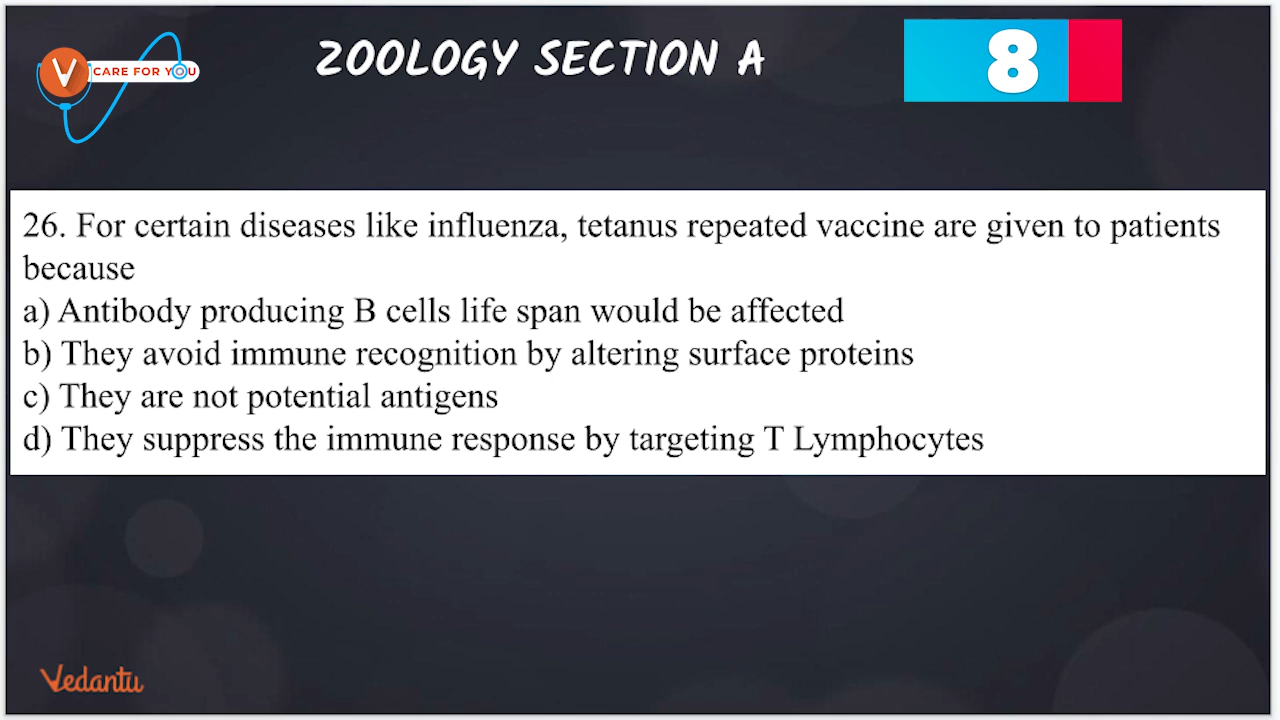 CARE FOR YOU
ZOOLOGY SECTION A
8
26. For certain diseases like influenza, tetanus repeated vaccine are given to patients
because
a) Antibody producing B cells life span would be affected
b) They avoid immune recognition by altering surface proteins
c) They are not potential antigens
d) They suppress the immune response by targeting T Lymphocytes
Vedantu